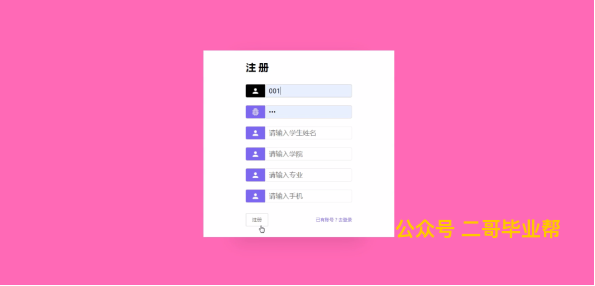 注册
001
•••
请输入学生姓名
请输入学院
请输入专业
请输入手机
注册
已有账号？去登录
公众号 二哥毕业帮